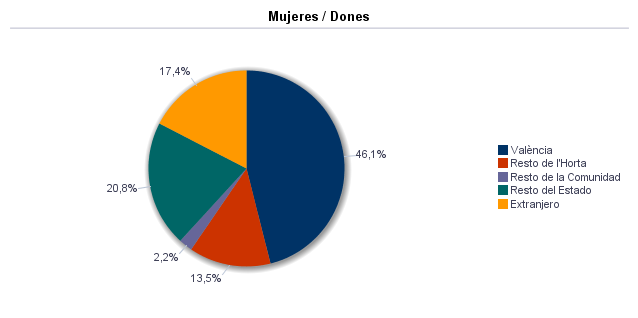 Mujeres / Dones
17,4%
46,1%
20,8%
2,2%
13,5%
València
Resto de l'Horta
Resto de la Comunidad
Resto del Estado
Extranjero